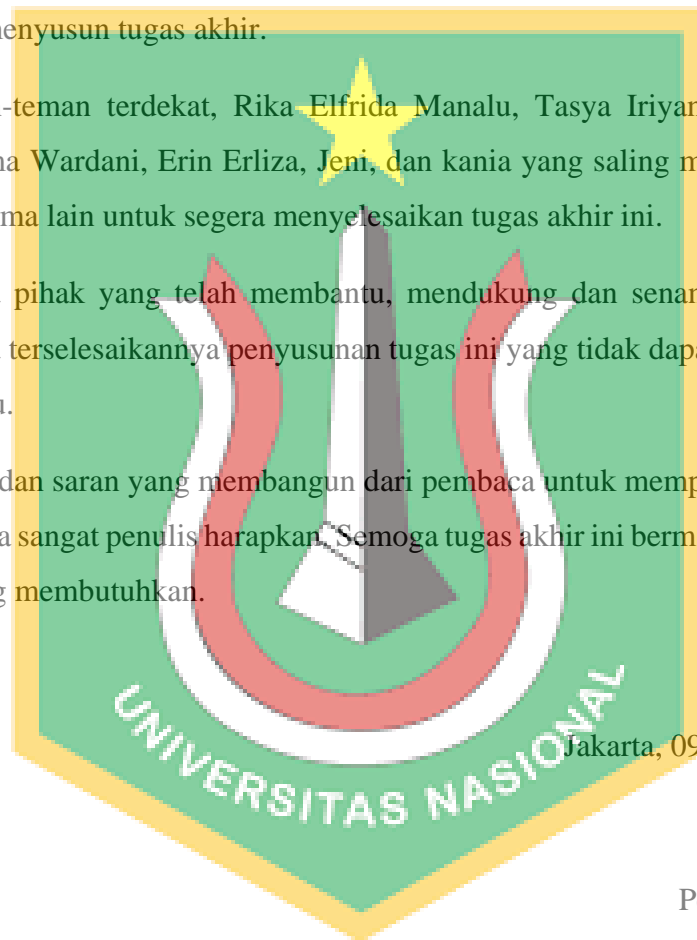 menyusun tugas akhir.
-teman terdekat, Rika Elfrida Manalu, Tasya Iriyan
na Wardani, Erin Erliza, Jeni, dan kania yang saling m
ma lain untuk segera menyelesaikan tugas akhir ini.
pihak yang telah membantu, mendukung dan senan
terselesaikannya penyusunan tugas ini yang tidak dapa
u.
dan saran yang membangun dari pembaca untuk memp
a sangat penulis harapkan. Semoga tugas akhir ini berm
g membutuhkan.
Jakarta, 09
UNIVERSITAS NASIONAL
P